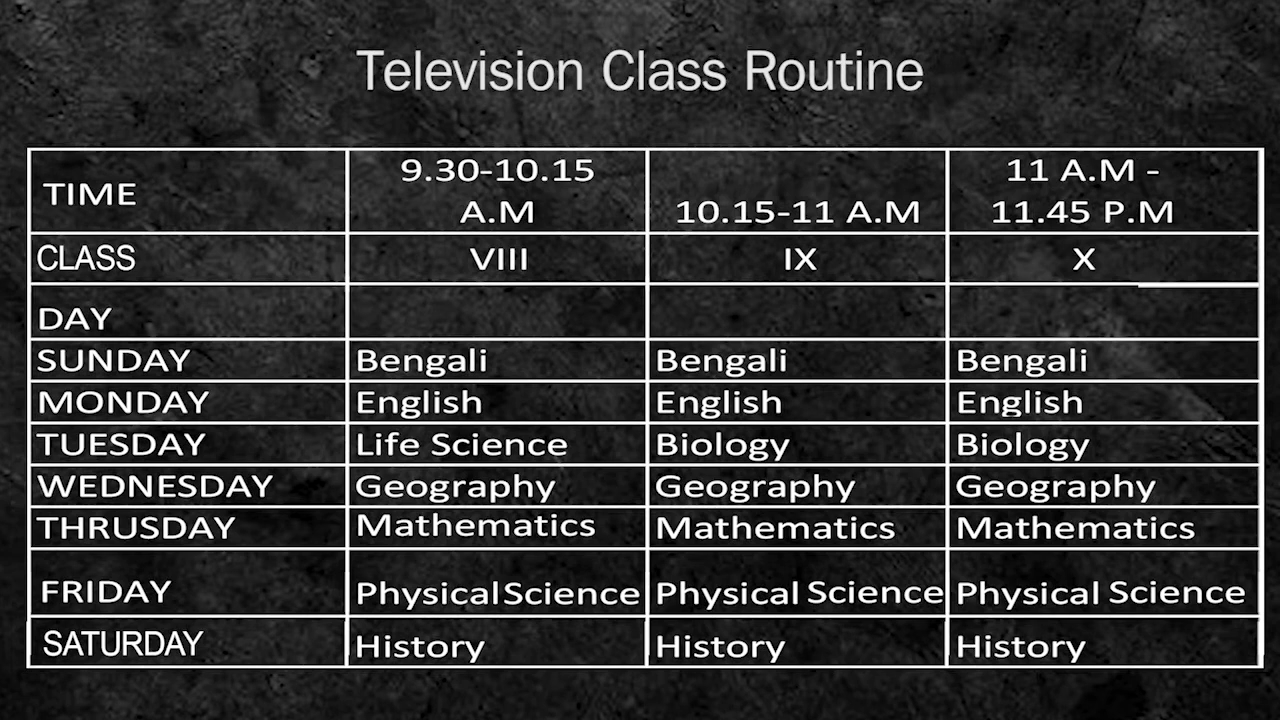 Television Class Routine
TIME 9.30-10.15 A.M 10.15-11 A.M 11 A.M - 11.45 P.M
CLASS VIII IX X
DAY
SUNDAY Bengali Bengali Bengali
MONDAY English English English
TUESDAY Life Science Biology Biology
WEDNESDAY Geography Geography Geography
THRUSDAY Mathematics Mathematics Mathematics
FRIDAY Physical Science Physical Science Physical Science
SATURDAY History History History